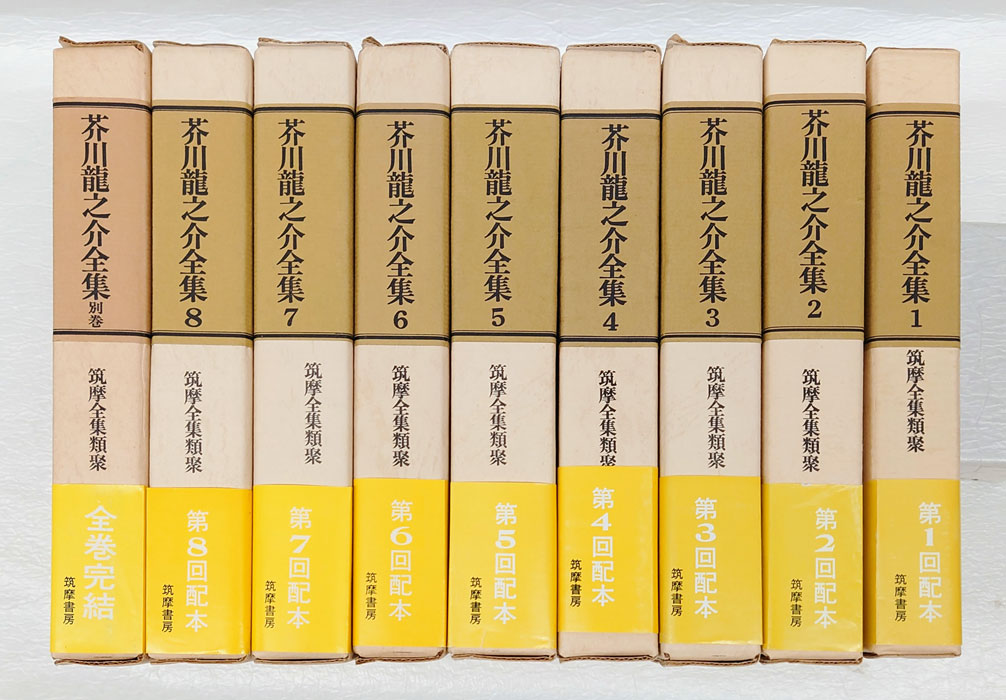 芥川龍之介全集 1
筑摩全集類聚
第1回配本
筑摩書房
芥川龍之介全集 2
筑摩全集類聚
第2回配本
筑摩書房
芥川龍之介全集 3
筑摩全集類聚
第3回配本
筑摩書房
芥川龍之介全集 4
筑摩全集類聚
第4回配本
筑摩書房
芥川龍之介全集 5
筑摩全集類聚
第5回配本
筑摩書房
芥川龍之介全集 6
筑摩全集類聚
第6回配本
筑摩書房
芥川龍之介全集 7
筑摩全集類聚
第7回配本
筑摩書房
芥川龍之介全集 8
筑摩全集類聚
第8回配本
筑摩書房
芥川龍之介全集 別巻
筑摩全集類聚
全巻完結
筑摩書房